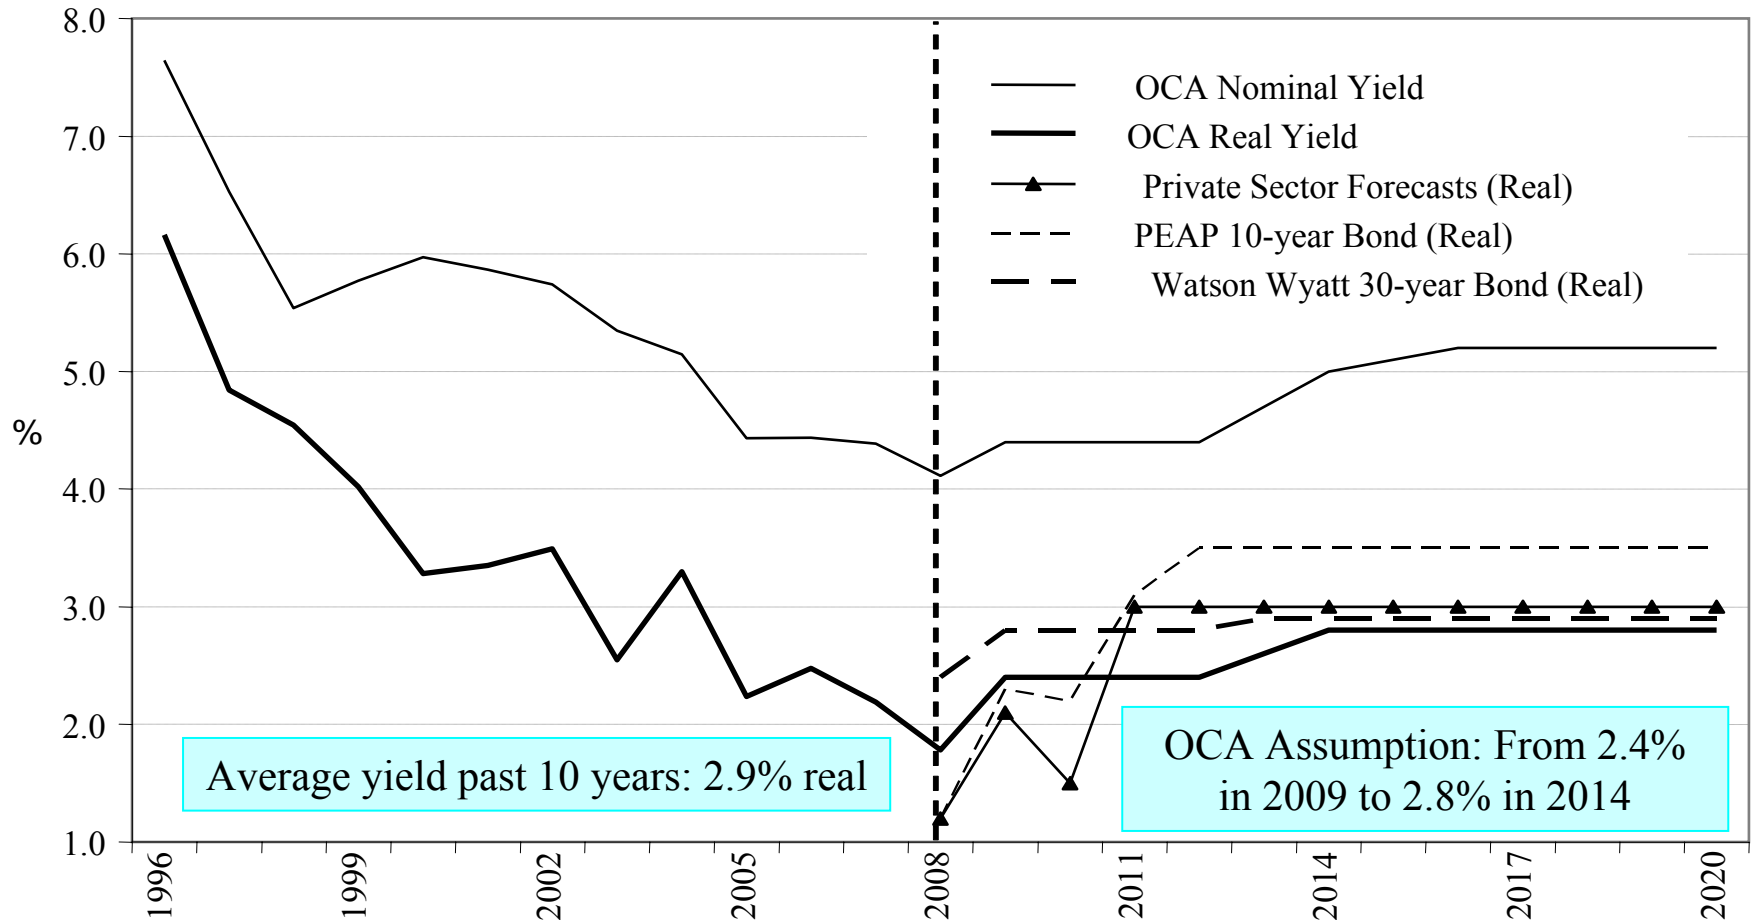 8.0
7.0
6.0
5.0
4.0
3.0
2.0
1.0
%
OCA Nominal Yield
OCA Real Yield
Private Sector Forecasts (Real)
PEAP 10-year Bond (Real)
Watson Wyatt 30-year Bond (Real)
Average yield past 10 years: 2.9% real
OCA Assumption: From 2.4%
in 2009 to 2.8% in 2014
1996
1999
2002
2005
2008
2011
2014
2017
2020